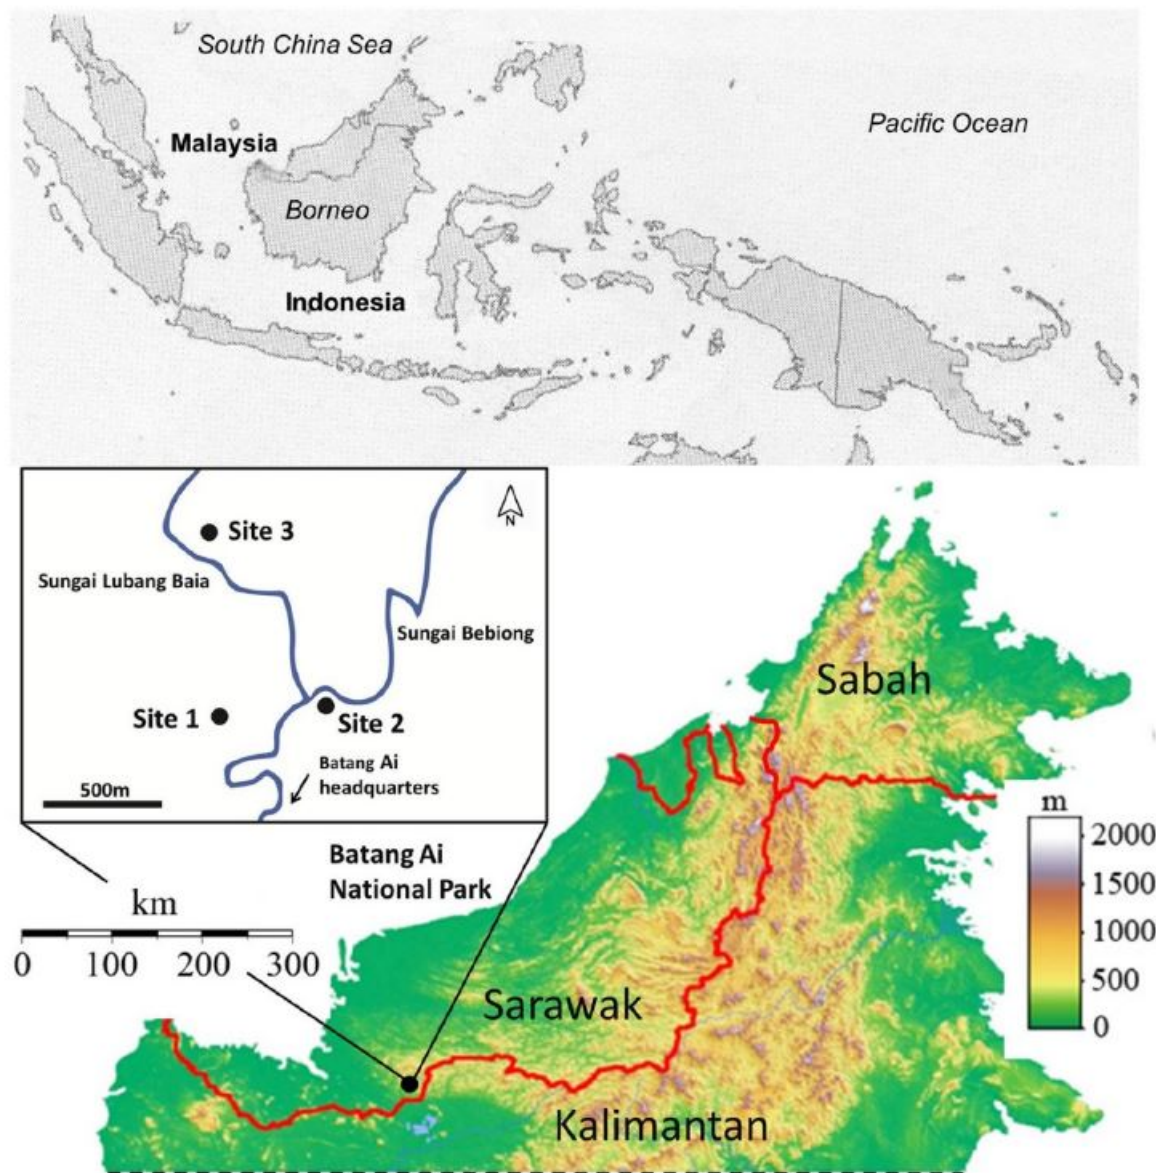 South China Sea
Pacific Ocean
Malaysia
Borneo
Indonesia
N
Site 3
Sungai Lubang Baia
Sungai Bebiong
Site 1
Site 2
Batang Ai
headquarters
500m
Batang Ai
National Park
km
0 100 200 300
Sabah
m
2000
1500
1000
500
0
Sarawak
Kalimantan